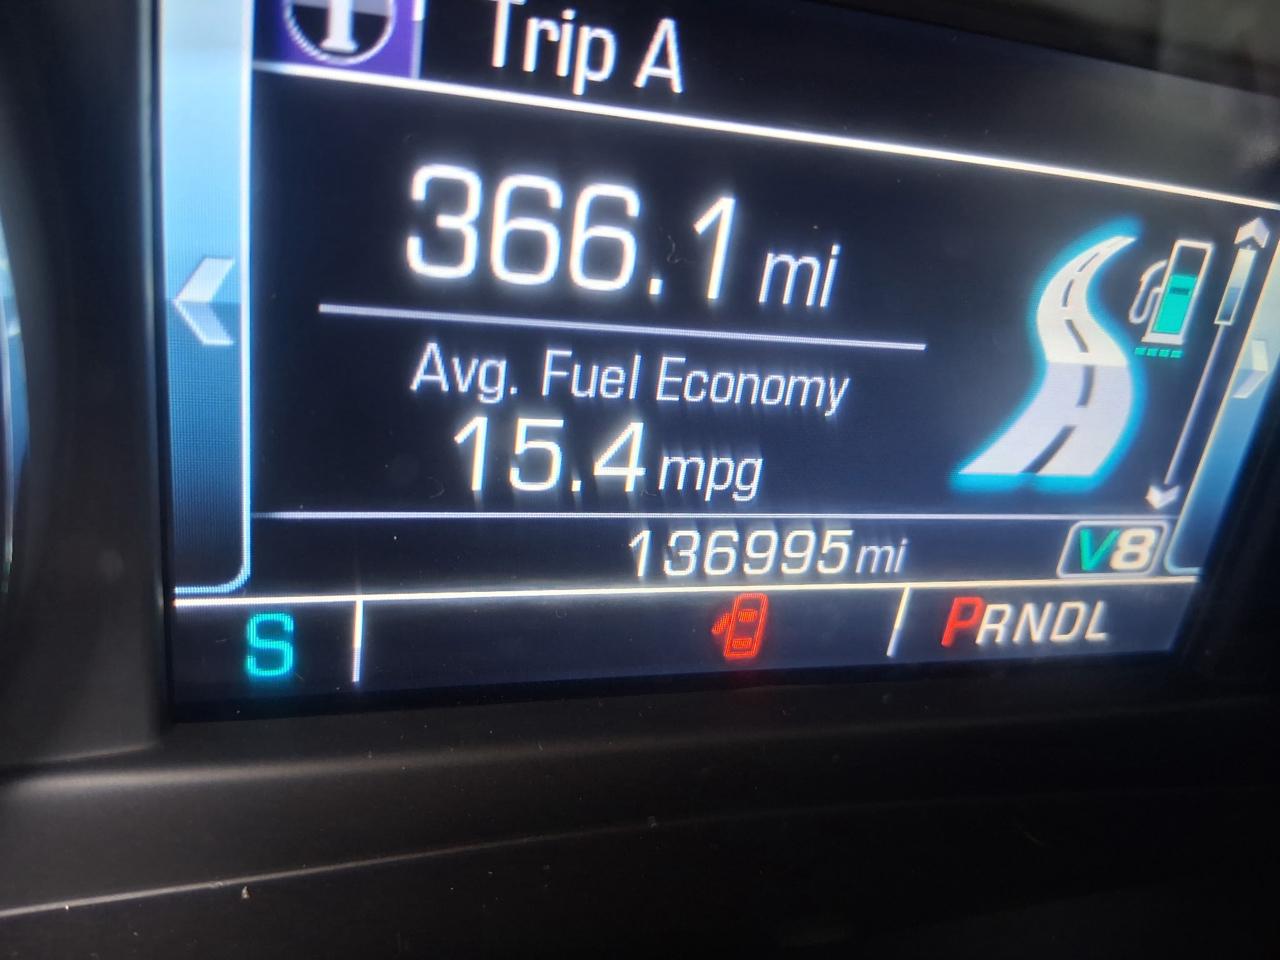 Trip A
366.1 mi
Avg. Fuel Economy
15.4 mpg
136995 mi
V8
S
PRNDL